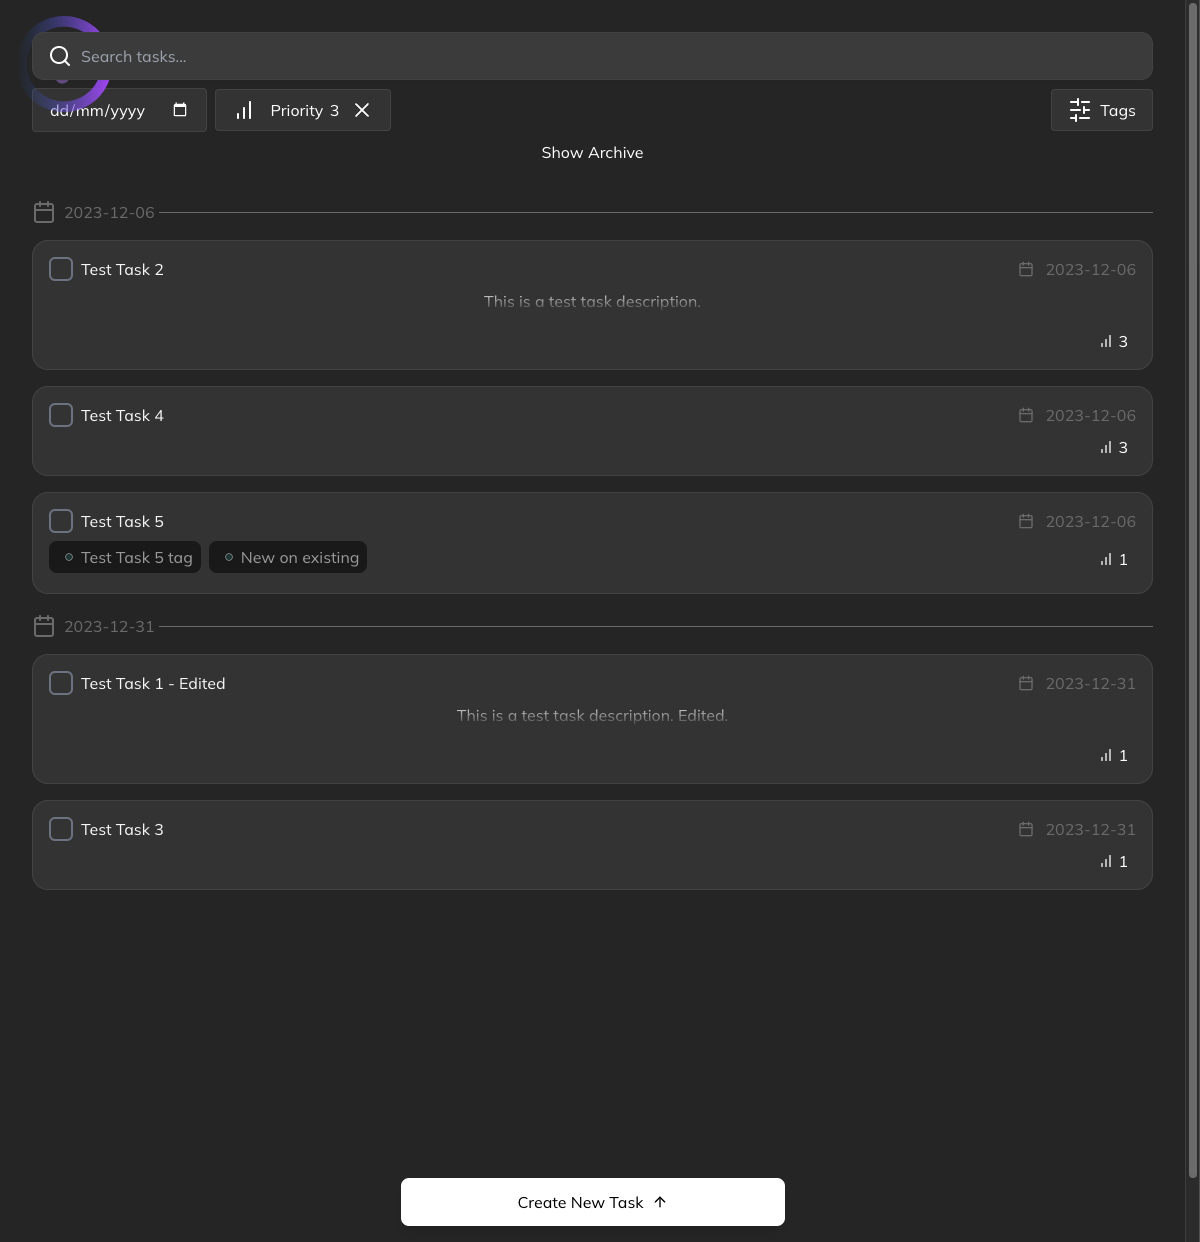 Search tasks...
dd/mm/yyyy Priority 3 Tags
Show Archive
2023-12-06
Test Task 2 2023-12-06
This is a test task description.
3
Test Task 4 2023-12-06
3
Test Task 5 2023-12-06
Test Task 5 tag New on existing 1
2023-12-31
Test Task 1 - Edited 2023-12-31
This is a test task description. Edited.
1
Test Task 3 2023-12-31
1
Create New Task